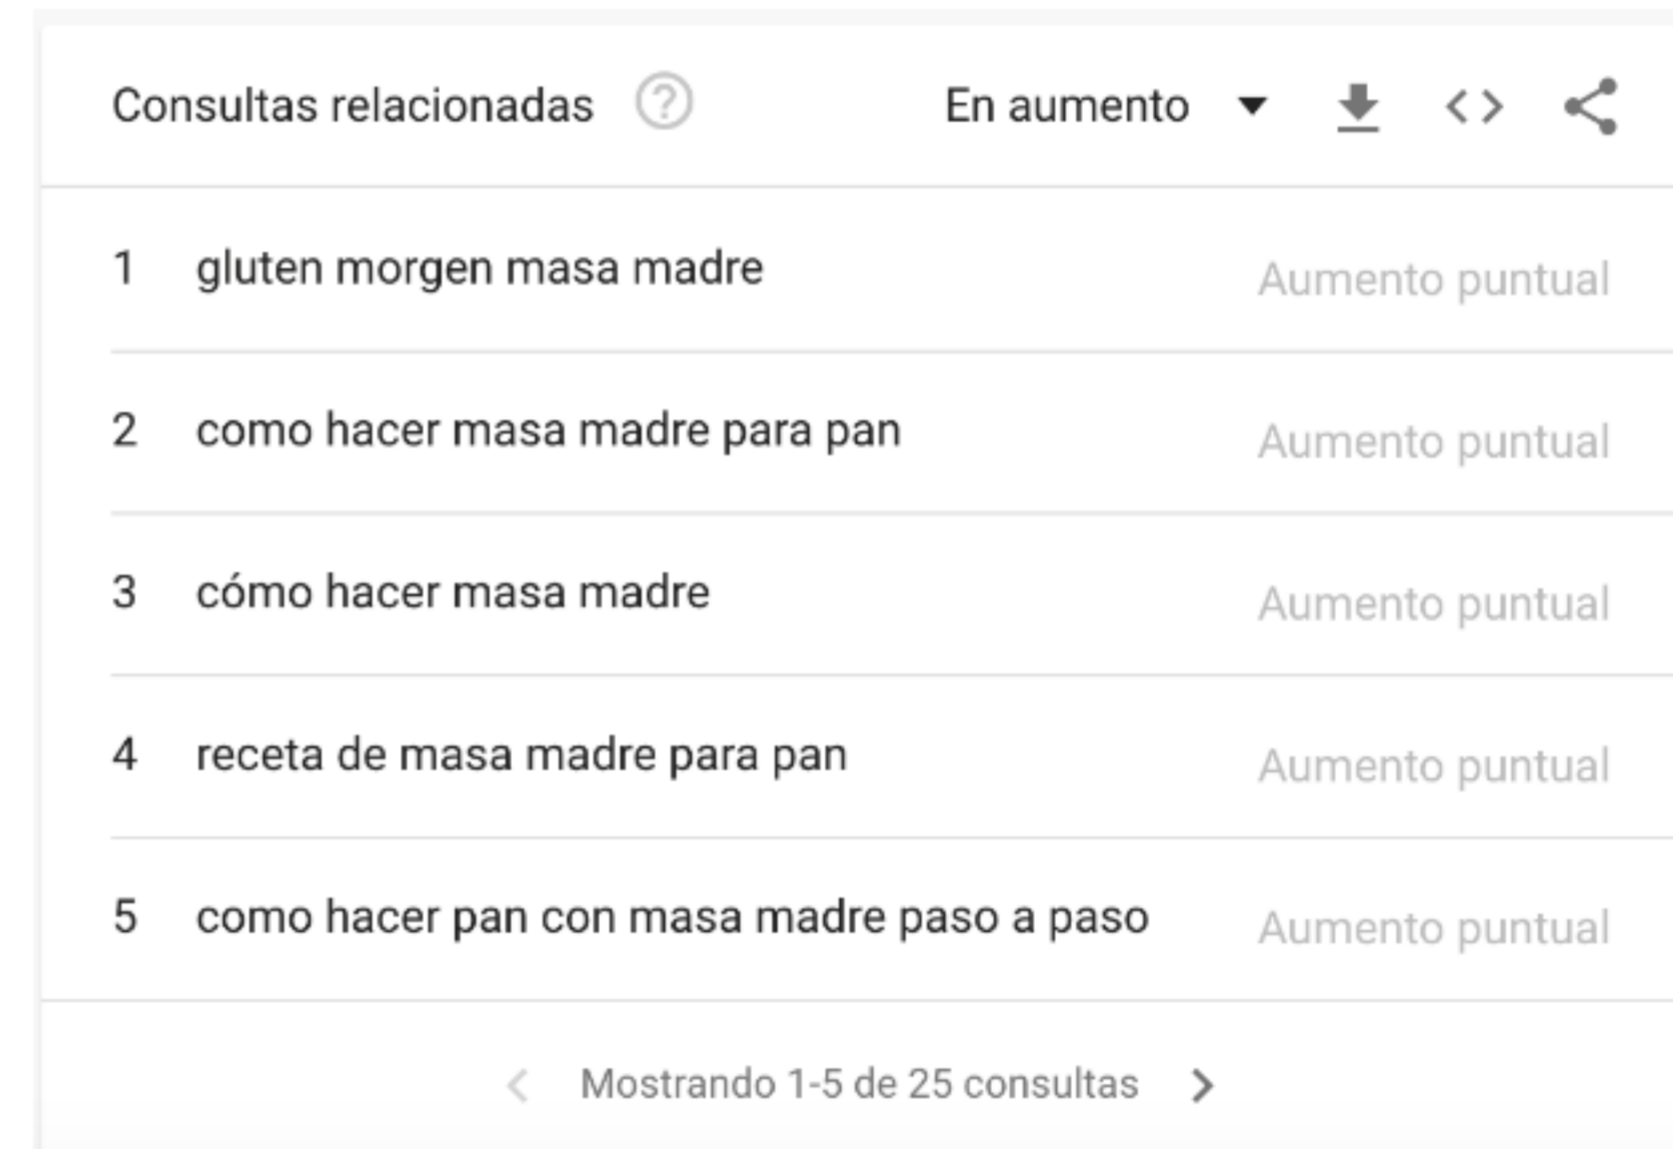 Consultas relacionadas ? En aumento
1 gluten morgen masa madre Aumento puntual
2 como hacer masa madre para pan Aumento puntual
3 cómo hacer masa madre Aumento puntual
4 receta de masa madre para pan Aumento puntual
5 como hacer pan con masa madre paso a paso Aumento puntual
Mostrando 1-5 de 25 consultas